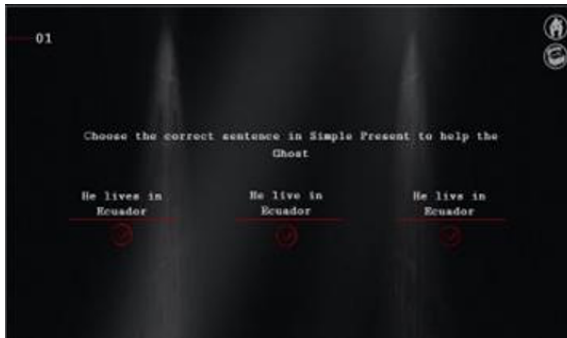 01
Choose the correct sentence in Simple Present to help the
Ghost
He lives in
Ecuador
He live in
Ecuador
He livs in
Ecuador